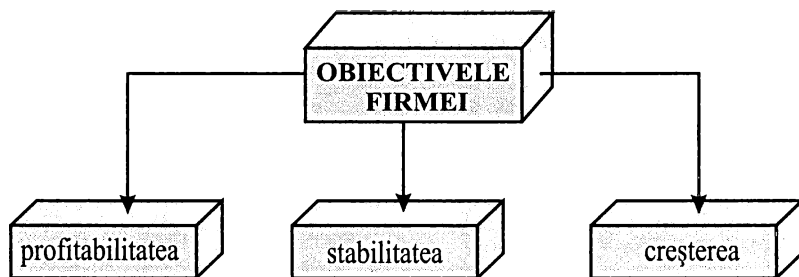 OBIECTIVELE
FIRMEI
profitabilitatea
stabilitatea
creşterea